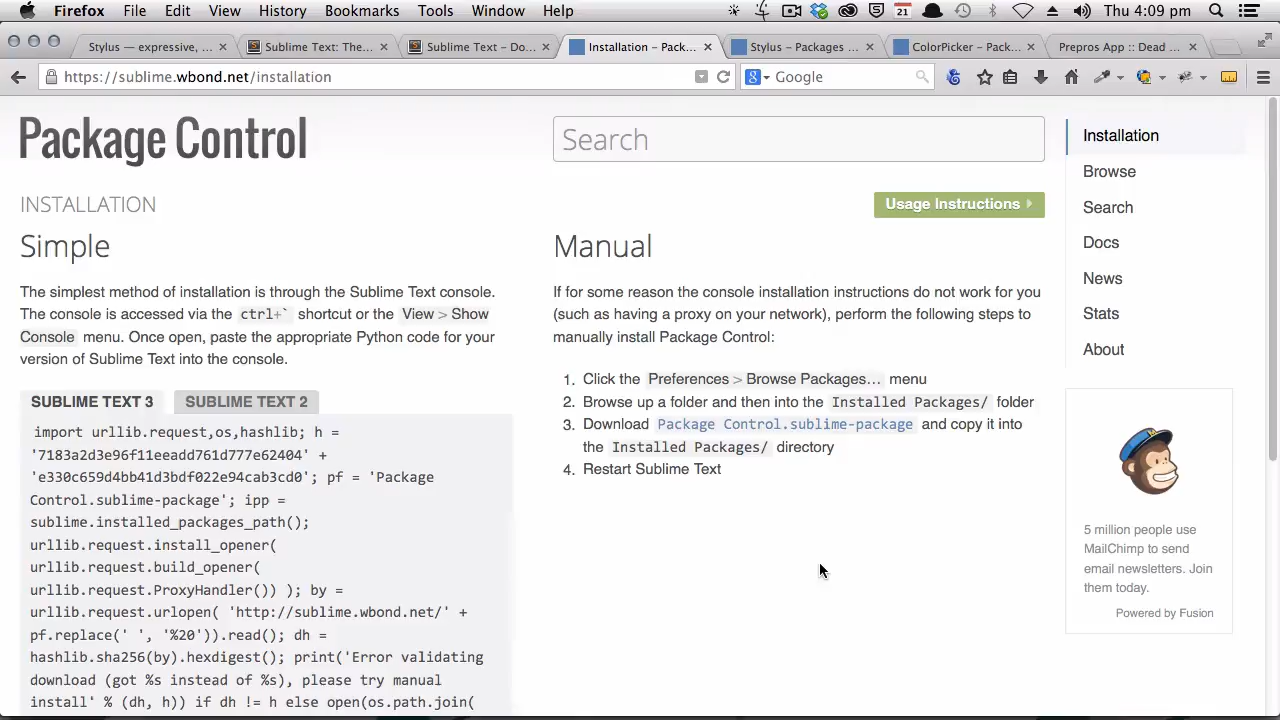 Firefox File Edit View History Bookmarks Tools Window Help 21 Thu 4:09 pm
Stylus — expressive, ... × Sublime Text: The... × Sublime Text - Do... × Installation – Pack... × Stylus - Packages ... × ColorPicker - Pack... × Prepros App :: Dead ... ×
https://sublime.wbond.net/installation Google
Package Control
Search
INSTALLATION
Usage Instructions
Simple
The simplest method of installation is through the Sublime Text console.
The console is accessed via the ctrl+` shortcut or the View > Show
Console menu. Once open, paste the appropriate Python code for your
version of Sublime Text into the console.
SUBLIME TEXT 3 SUBLIME TEXT 2
import urllib.request,os,hashlib; h =
'7183a2d3e96f11eeadd761d777e62404' +
'e330c659d4bb41d3bdf022e94cab3cd0'; pf = 'Package
Control.sublime-package'; ipp =
sublime.installed_packages_path();
urllib.request.install_opener(
urllib.request.build_opener(
urllib.request.ProxyHandler()) ); by =
urllib.request.urlopen( 'http://sublime.wbond.net/' +
pf.replace(' ', '%20')).read(); dh =
hashlib.sha256(by).hexdigest(); print('Error validating
download (got %s instead of %s), please try manual
install' % (dh, h)) if dh != h else open(os.path.join(
Manual
If for some reason the console installation instructions do not work for you
(such as having a proxy on your network), perform the following steps to
manually install Package Control:
1. Click the Preferences > Browse Packages… menu
2. Browse up a folder and then into the Installed Packages/ folder
3. Download Package Control.sublime-package and copy it into
the Installed Packages/ directory
4. Restart Sublime Text
Installation
Browse
Search
Docs
News
Stats
About
5 million people use
MailChimp to send
email newsletters. Join
them today.
Powered by Fusion